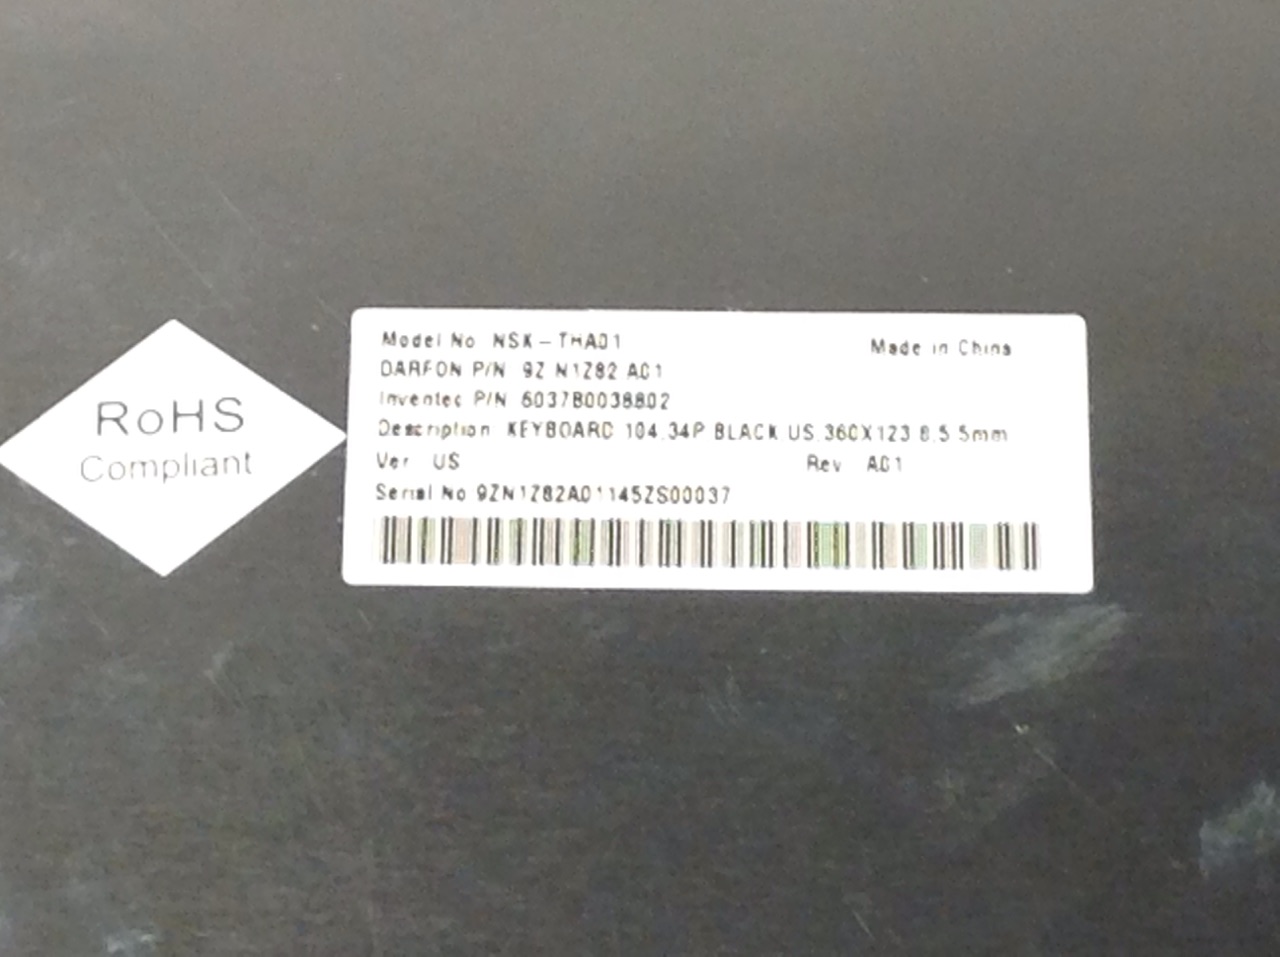 RoHS
Compliant
Model No NSK-THA01
Made in China
DARFON P/N 9Z N1Z82 A01
Inventec P/N 6037B0038802
Description KEYBOARD 104,34P BLACK US,360X123 8,5 5mm
Ver US
Rev A01
Serial No 9ZN1Z82A01145ZS00037